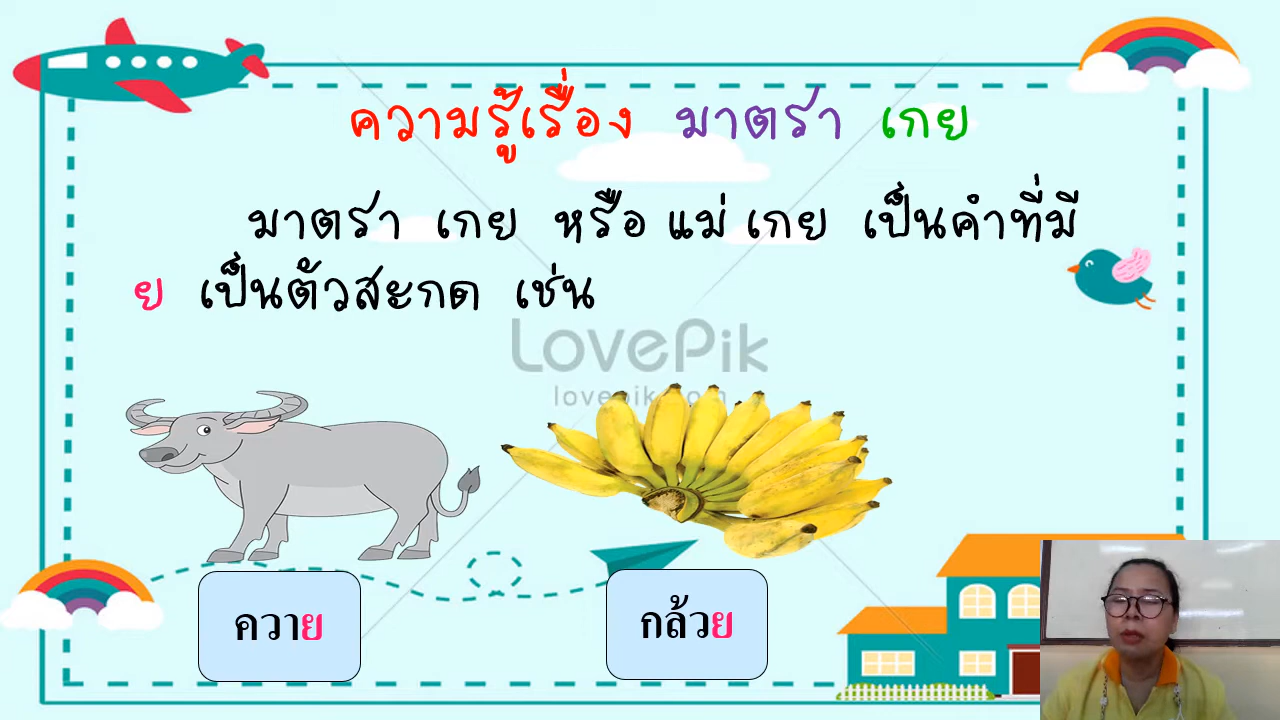 ความรู้เรื่อง มาตรา เกย
มาตรา เกย หรือ แม่ เกย เป็นคำที่มี
ย เป็นตัวสะกด เช่น
LovePik
lovepik.com
ควาย
กล้วย